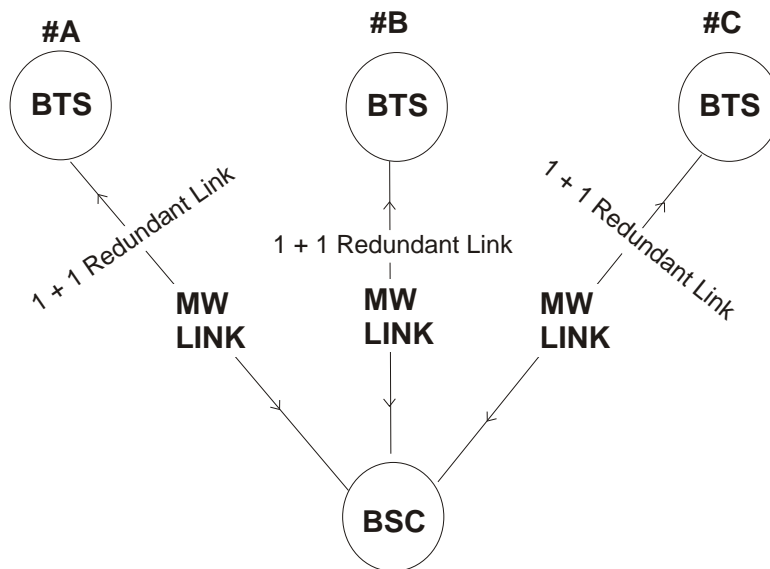 #A
#B
#C
BTS
BTS
BTS
1 + 1 Redundant Link
1 + 1 Redundant Link
1 + 1 Redundant Link
MW
LINK
MW
LINK
MW
LINK
BSC